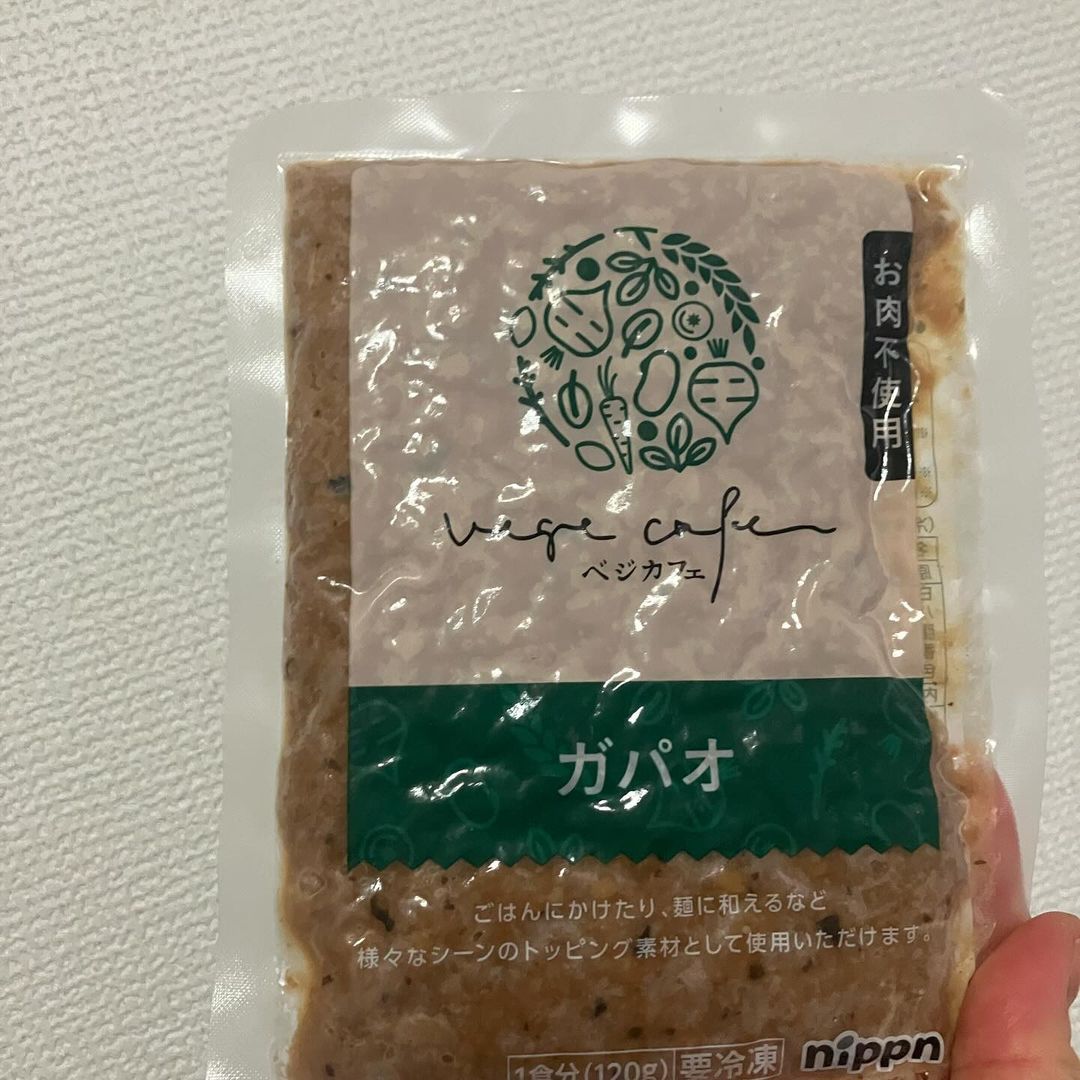 お肉不使用
vege cafe
ベジカフェ
ガパオ
ごはんにかけたり、麺に和えるなど
様々なシーンのトッピング素材として使用いただけます。
1食分(120g) 要冷凍 nippn